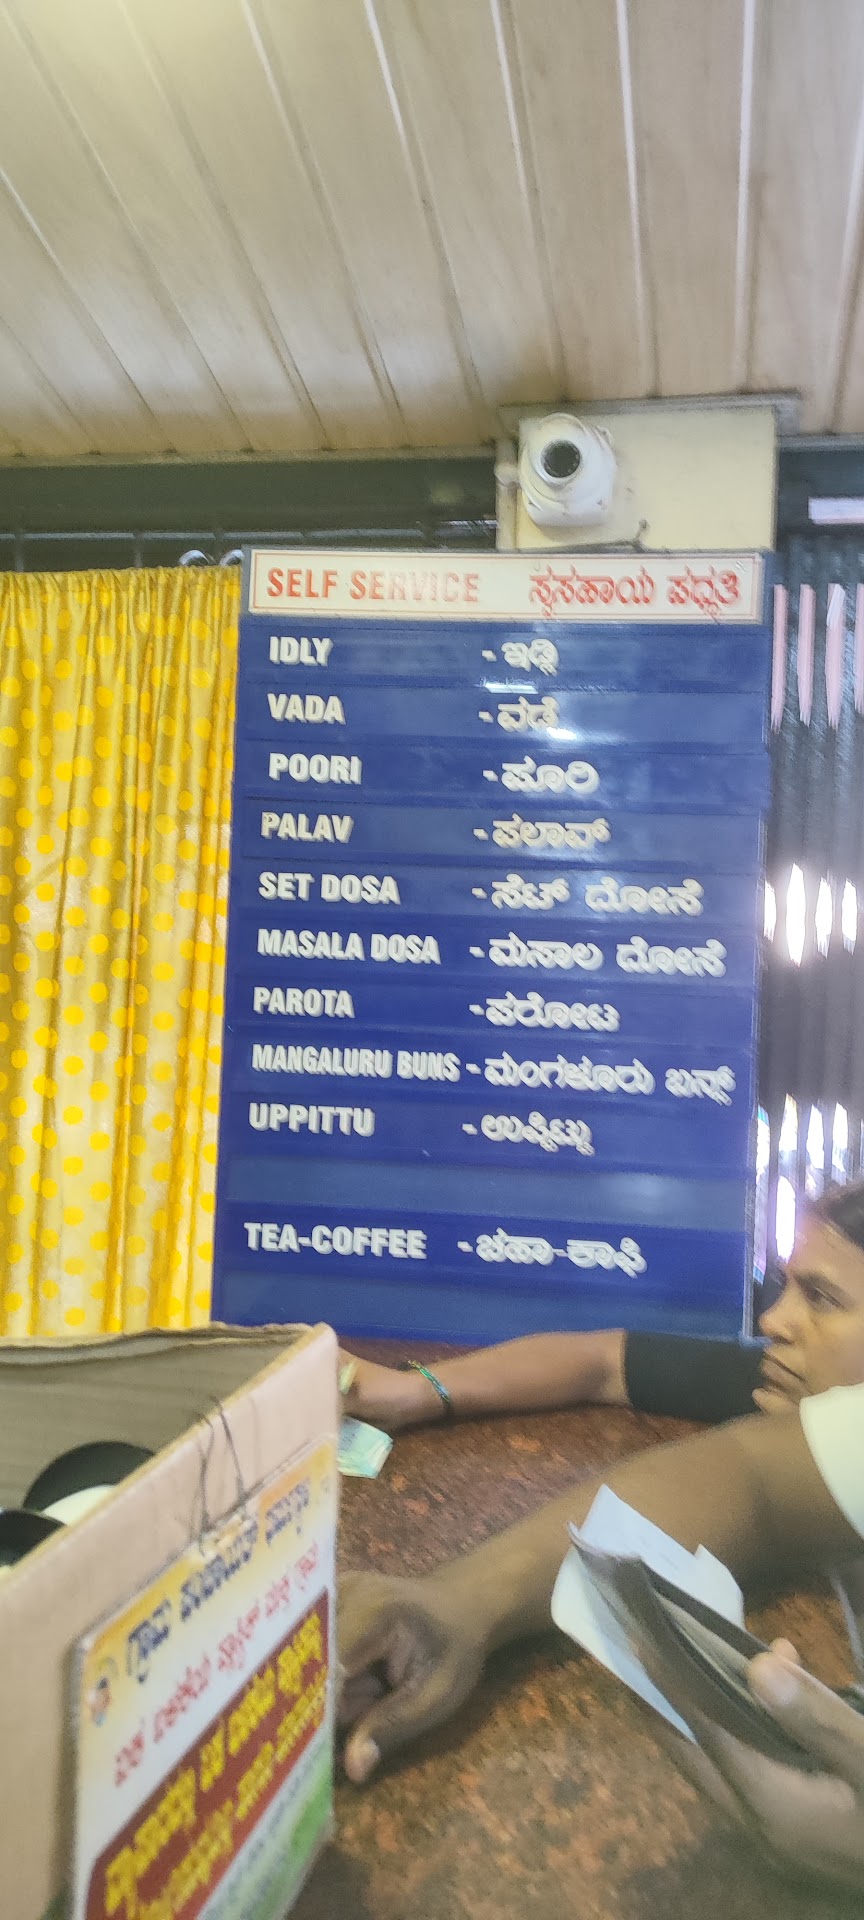 SELF SERVICE ಸ್ವಸಹಾಯ ಪದ್ಧತಿ
IDLY - ಇಡ್ಲಿ
VADA - ವಡೆ
POORI - ಪೂರಿ
PALAV - ಪಲಾವ್
SET DOSA - ಸೆಟ್ ದೋಸೆ
MASALA DOSA - ಮಸಾಲ ದೋಸೆ
PAROTA - ಪರೋಟ
MANGALURU BUNS - ಮಂಗಳೂರು ಬನ್ಸ್
UPPITTU - ಉಪ್ಪಿಟ್ಟು
TEA-COFFEE - ಚಹಾ-ಕಾಫಿ
ಗ್ರಾಮ